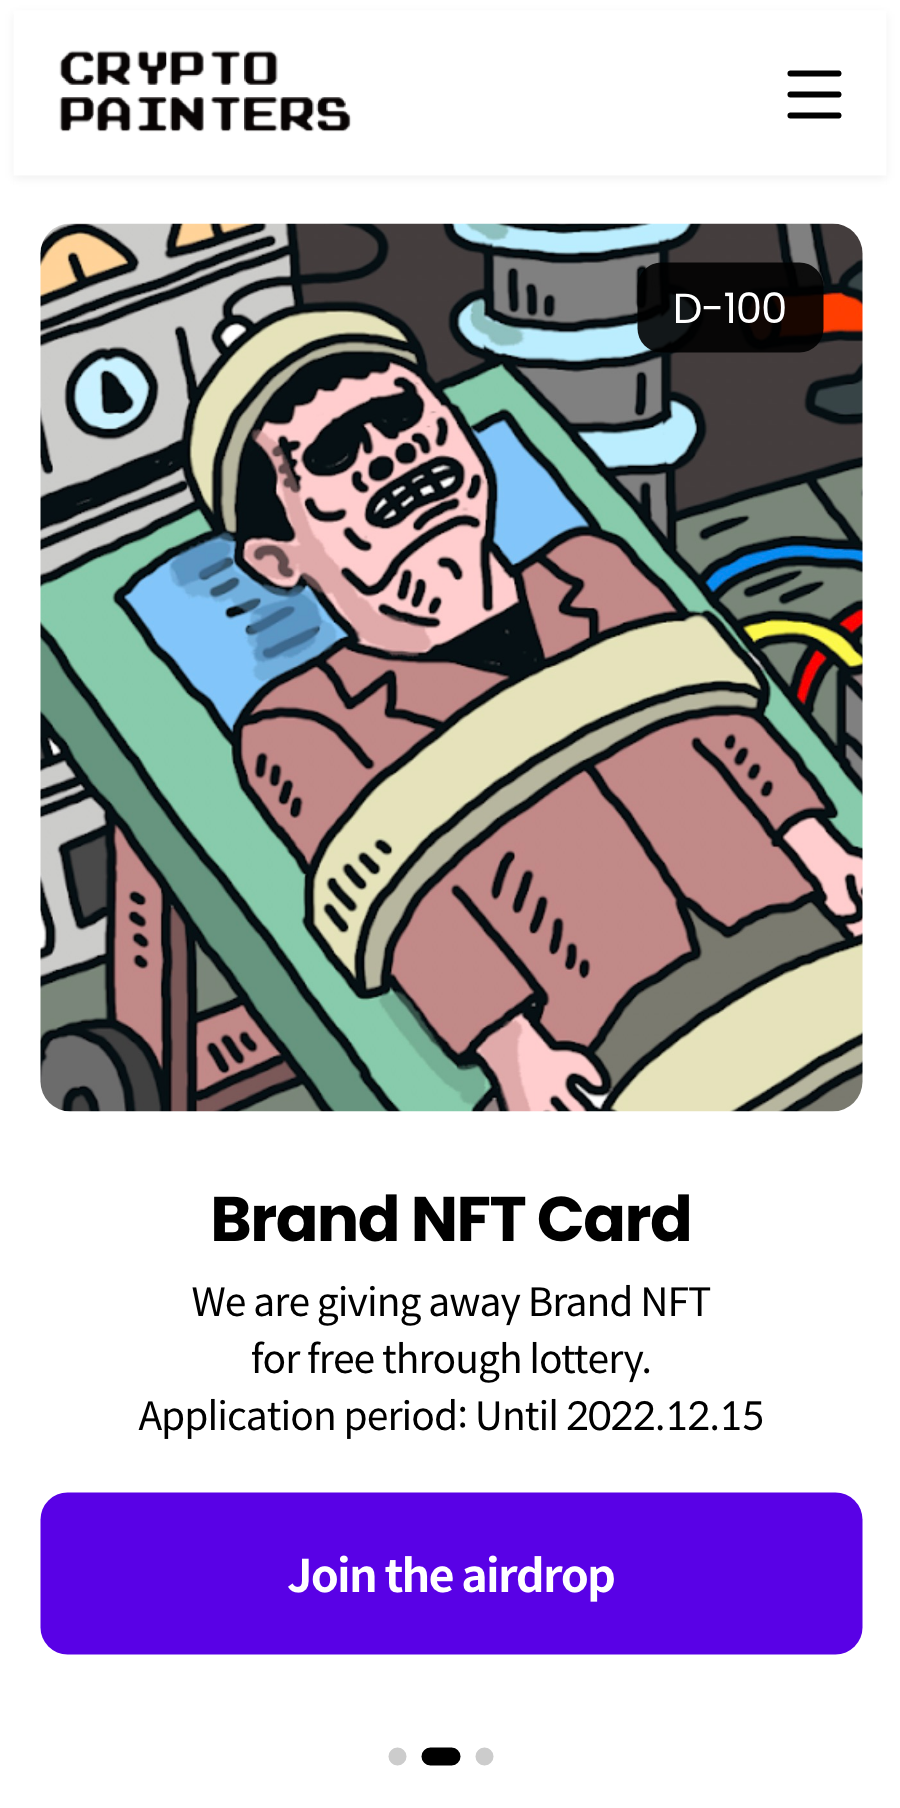 CRYPTO
PAINTERS
D-100
Brand NFT Card
We are giving away Brand NFT
for free through lottery.
Application period: Until 2022.12.15
Join the airdrop